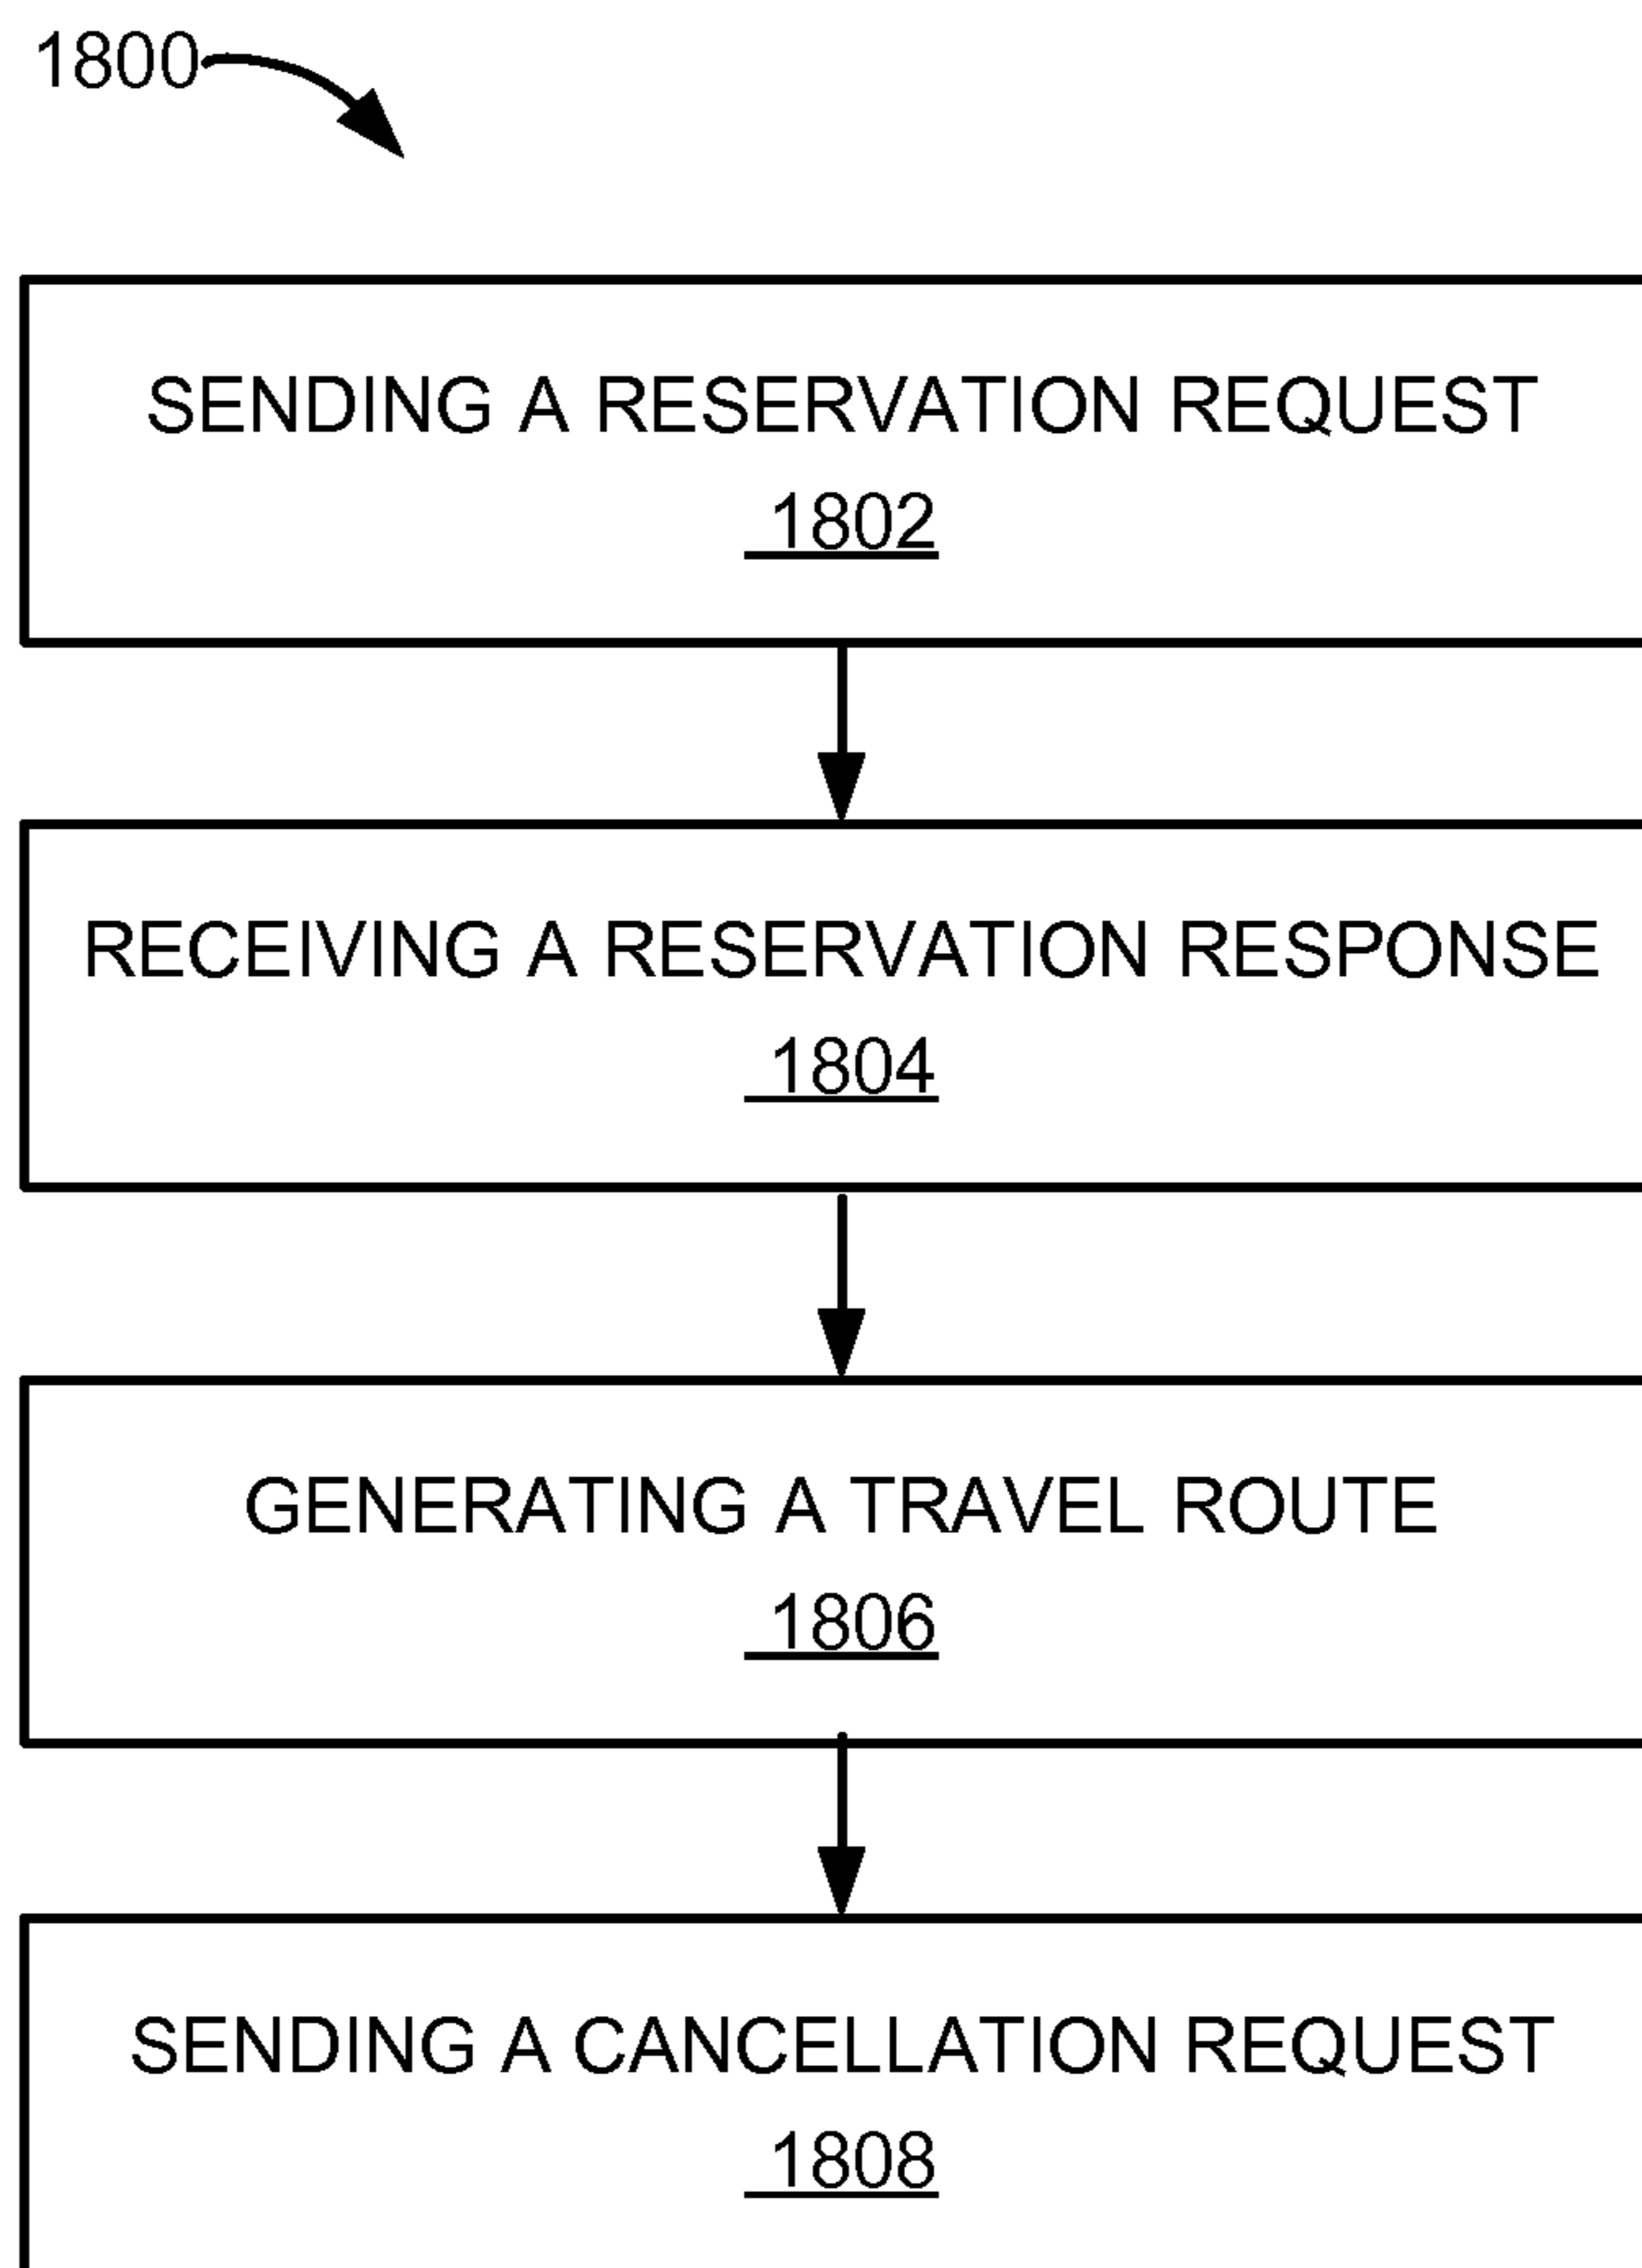 1800
SENDING A RESERVATION REQUEST
1802
RECEIVING A RESERVATION RESPONSE
1804
GENERATING A TRAVEL ROUTE
1806
SENDING A CANCELLATION REQUEST
1808